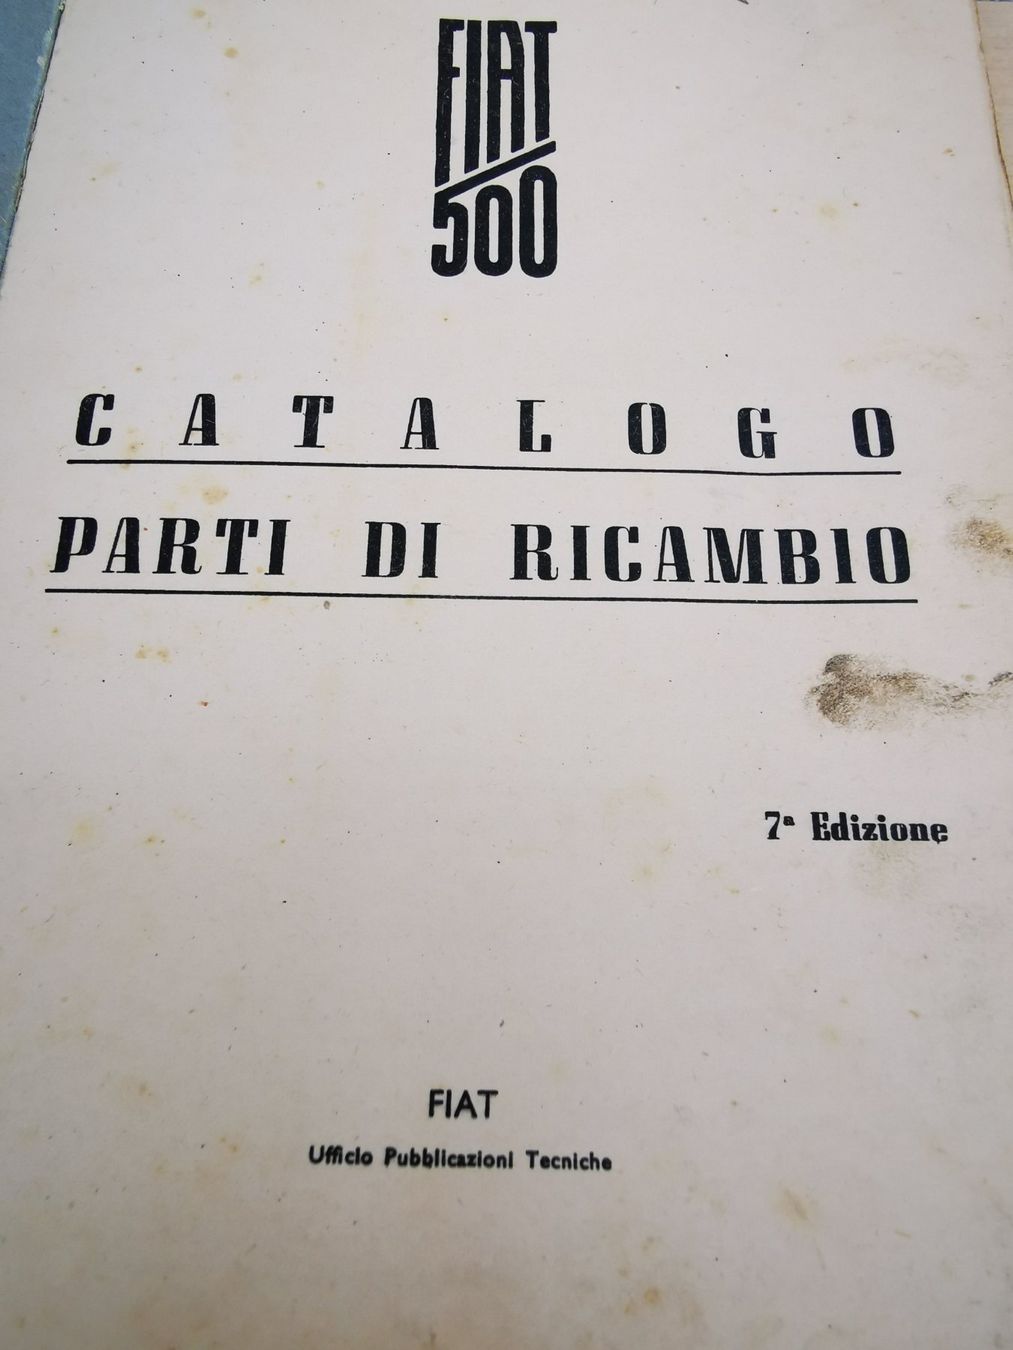 FIAT
500
CATALOGO
PARTI DI RICAMBIO
7ª Edizione
FIAT
Ufficio Pubblicazioni Tecniche